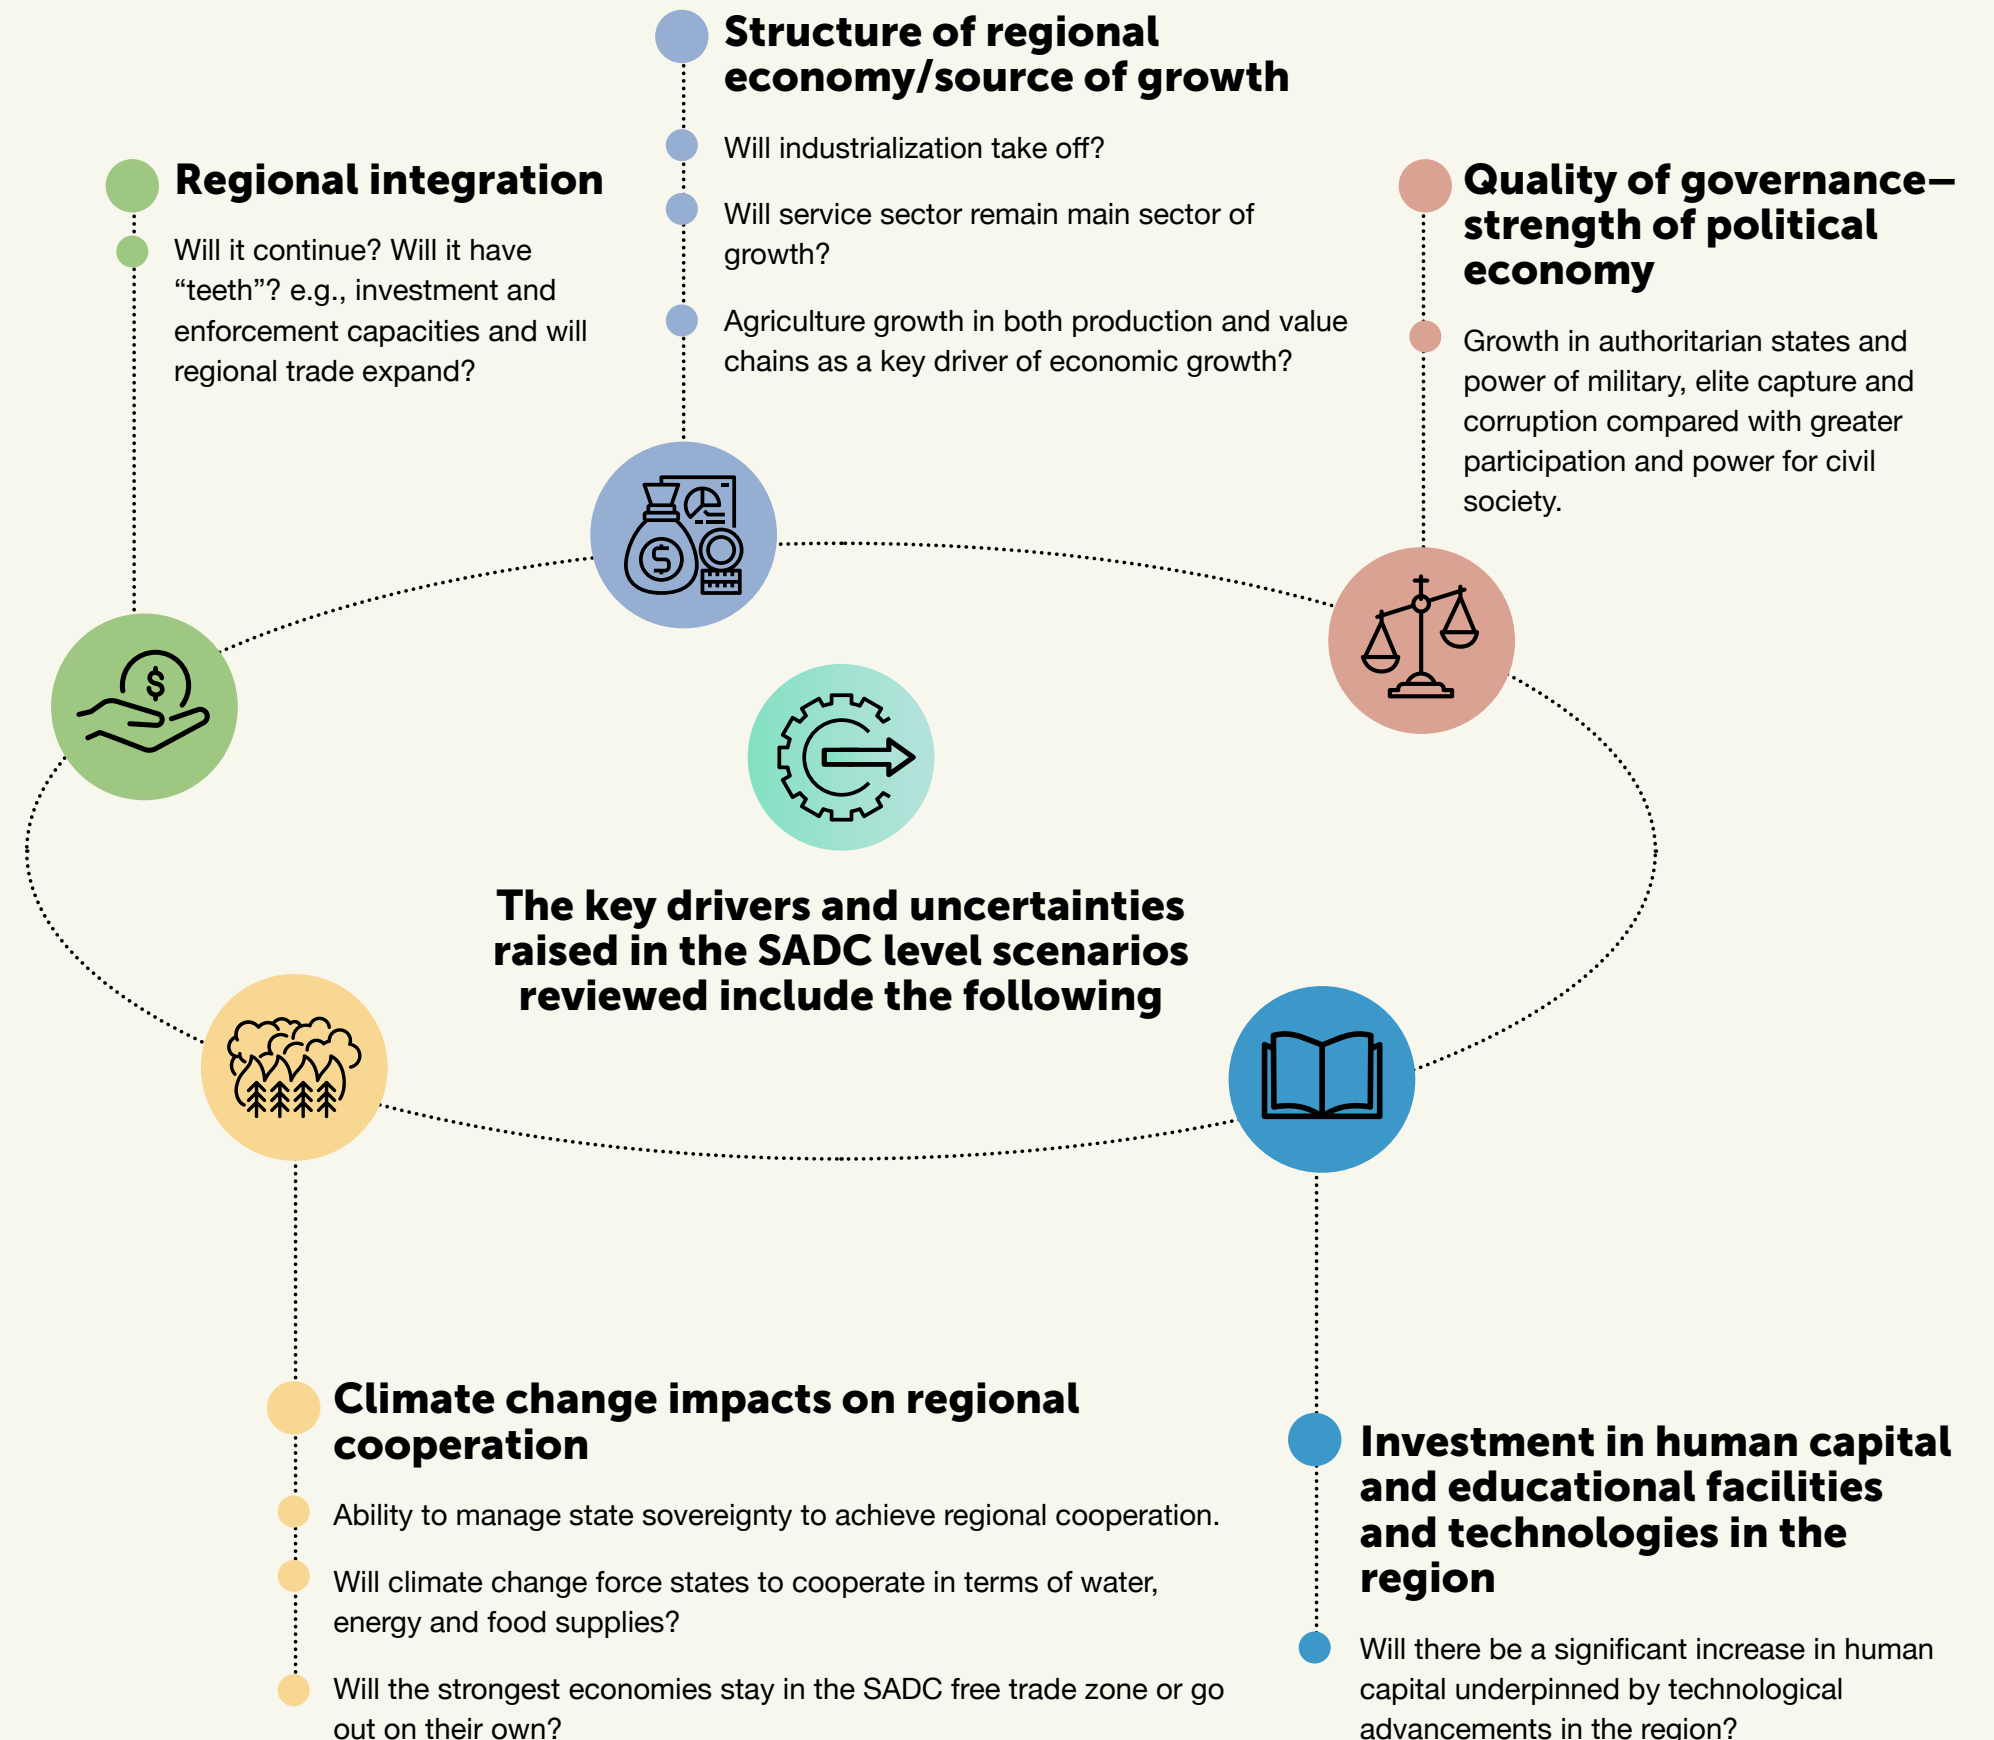 Structure of regional
economy/source of growth
Will industrialization take off?
Will service sector remain main sector of
growth?
Agriculture growth in both production and value
chains as a key driver of economic growth?
Regional integration
Will it continue? Will it have
“teeth”? e.g., investment and
enforcement capacities and will
regional trade expand?
Quality of governance–
strength of political
economy
Growth in authoritarian states and
power of military, elite capture and
corruption compared with greater
participation and power for civil
society.
$
$
The key drivers and uncertainties
raised in the SADC level scenarios
reviewed include the following
Climate change impacts on regional
cooperation
Ability to manage state sovereignty to achieve regional cooperation.
Will climate change force states to cooperate in terms of water,
energy and food supplies?
Will the strongest economies stay in the SADC free trade zone or go
out on their own?
Investment in human capital
and educational facilities
and technologies in the
region
Will there be a significant increase in human
capital underpinned by technological
advancements in the region?